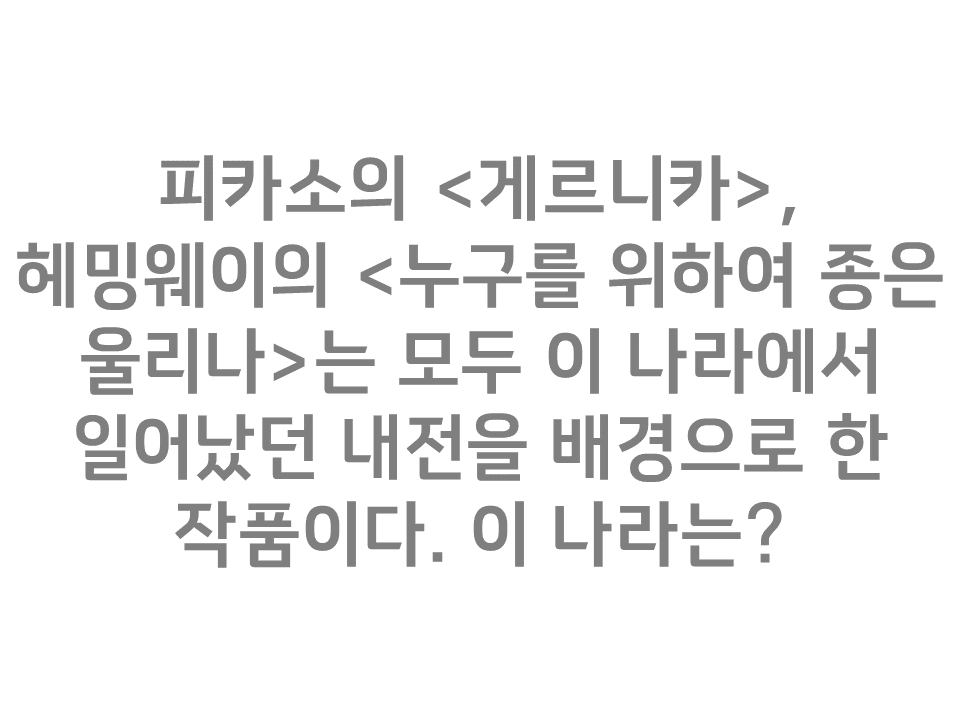 피카소의 <게르니카>,
헤밍웨이의 <누구를 위하여 종은
울리나>는 모두 이 나라에서
일어났던 내전을 배경으로 한
작품이다. 이 나라는?